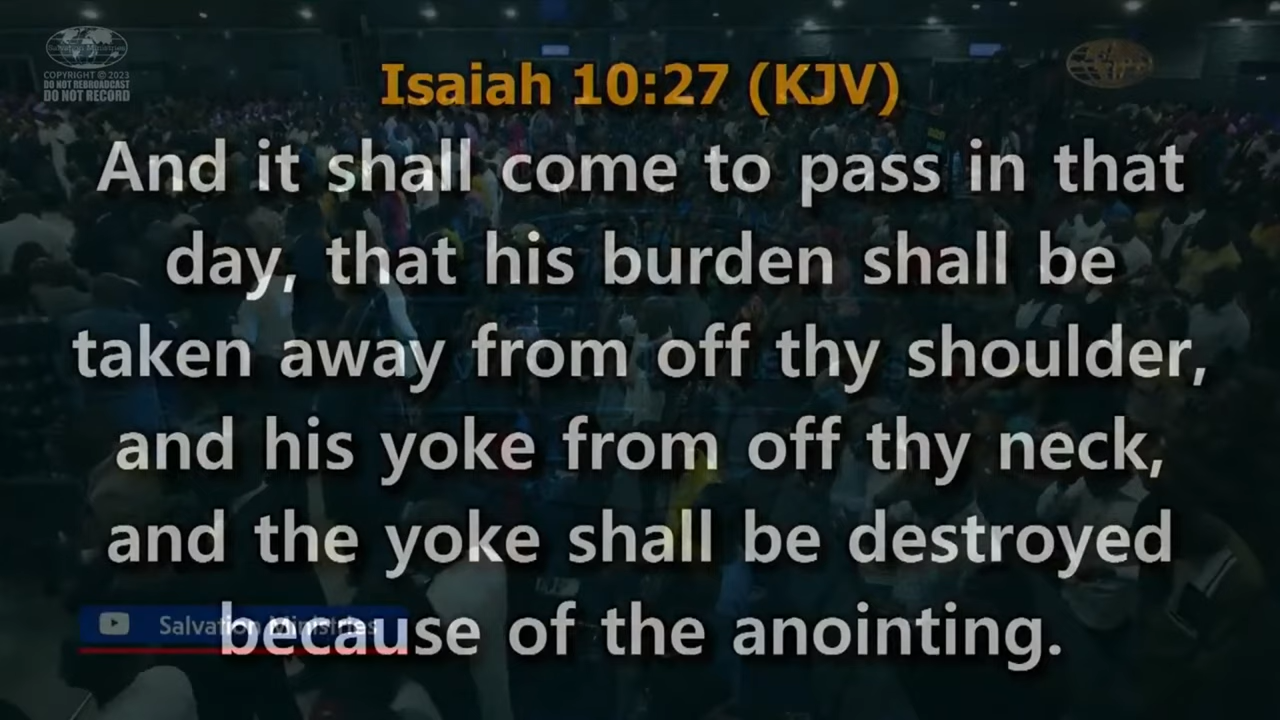 Salvation Ministries
COPYRIGHT © 2023
DO NOT REBROADCAST
DO NOT RECORD
Isaiah 10:27 (KJV)
And it shall come to pass in that
day, that his burden shall be
taken away from off thy shoulder,
and his yoke from off thy neck,
and the yoke shall be destroyed
because of the anointing.
Salvation Ministries